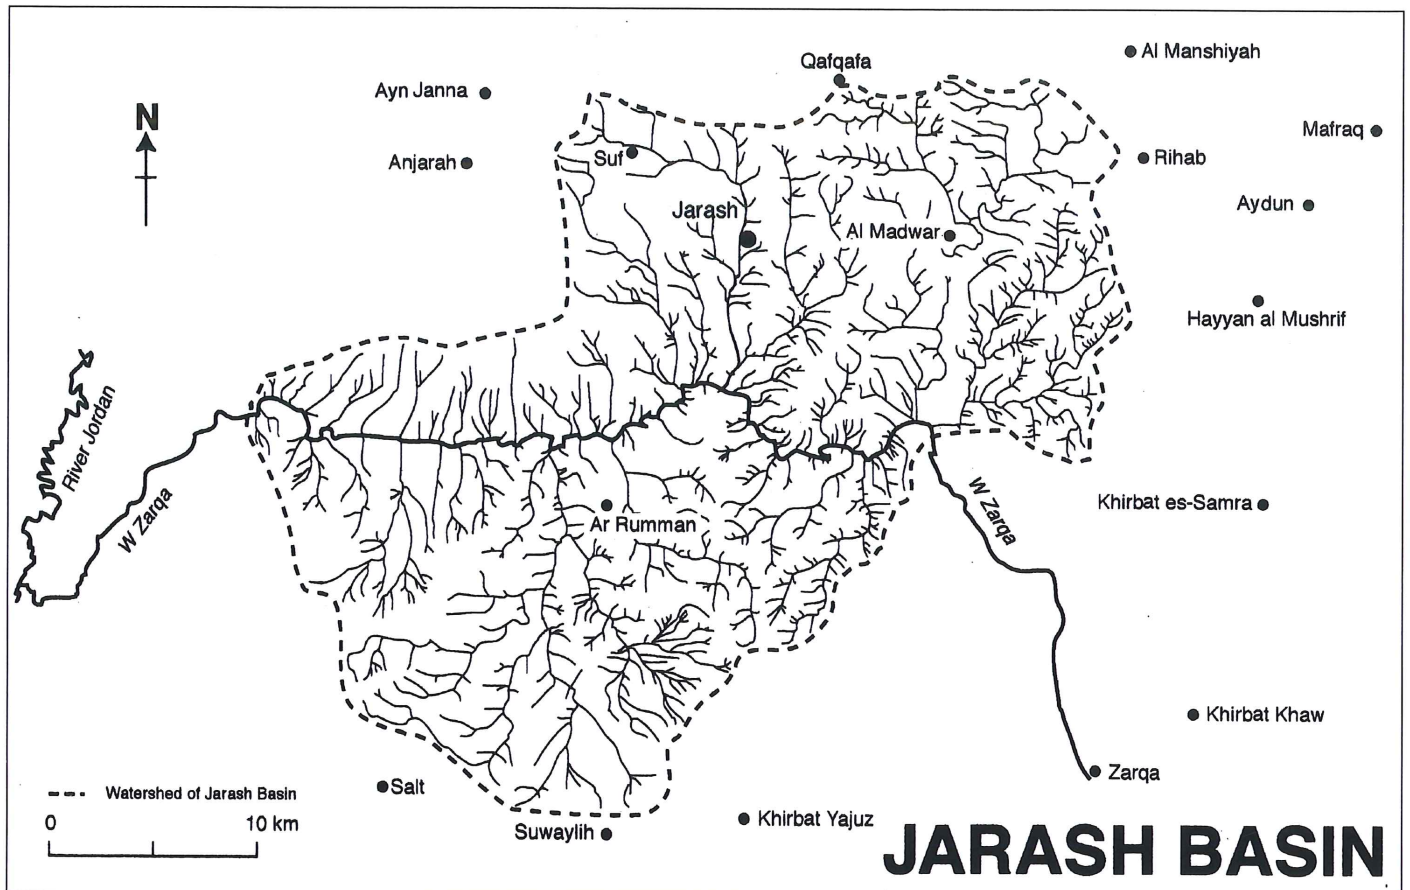 Al Manshiyah
Qafqafa
Ayn Janna
N
Mafraq
Suf
Rihab
Anjarah
Aydun
Jarash
Al Madwar
Hayyan al Mushrif
River Jordan
W Zarqa
W Zarqa
Khirbat es-Samra
Ar Rumman
Khirbat Khaw
Zarqa
Salt
Watershed of Jarash Basin
0 10 km
Khirbat Yajuz
Suwaylih
JARASH BASIN